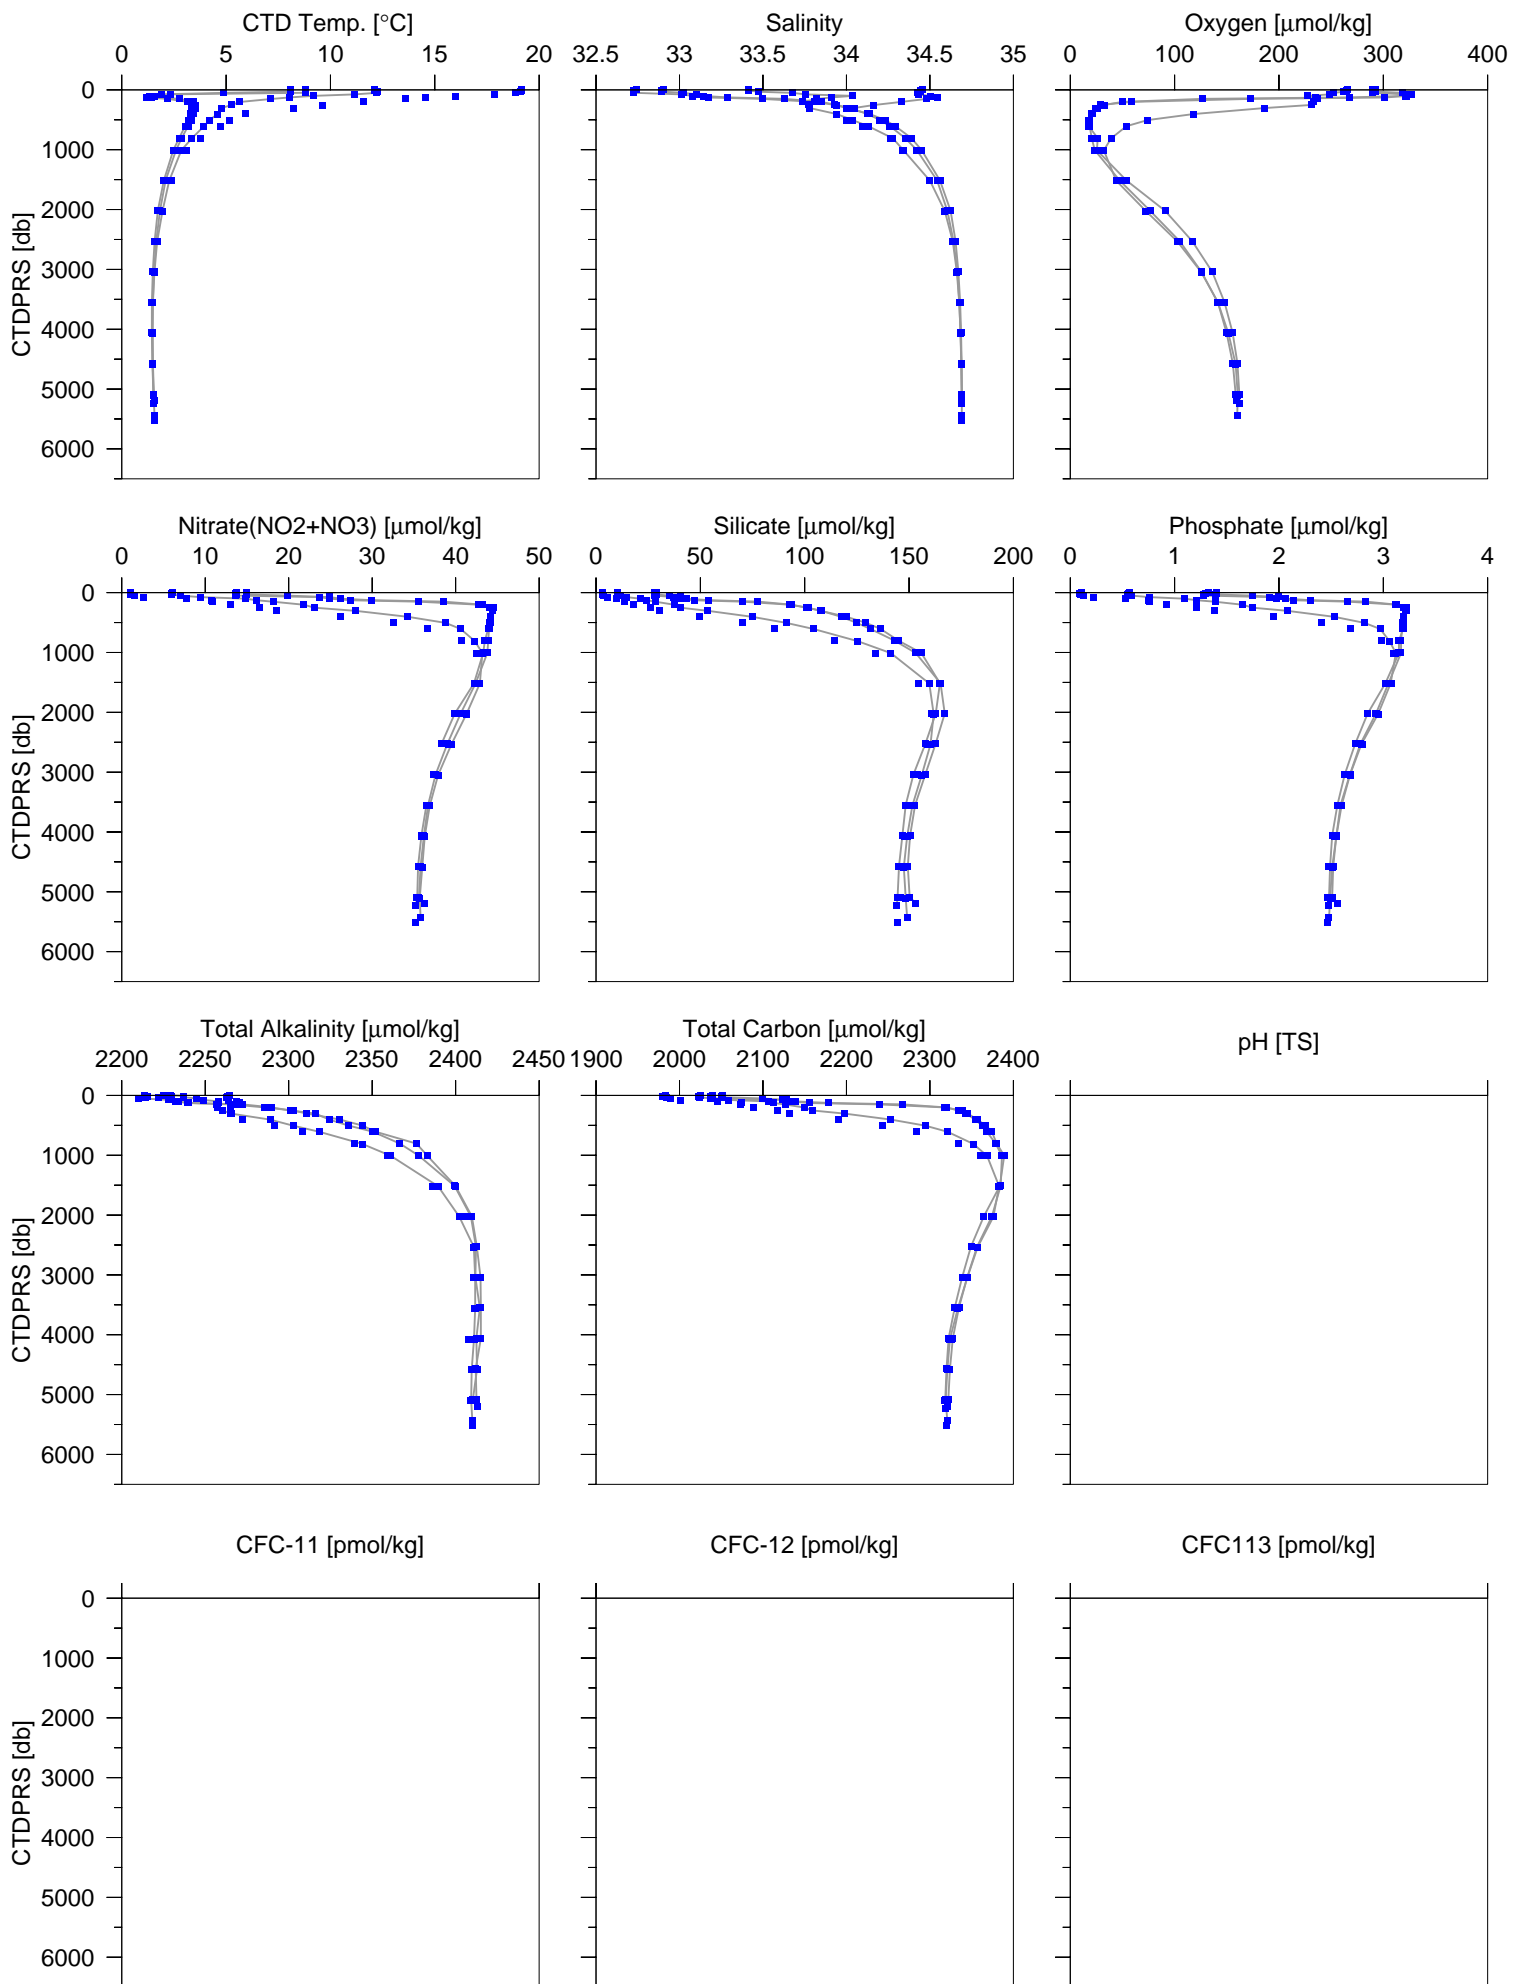 CTD Temp. [°C] Salinity Oxygen [μmol/kg]
0 5 10 15 20 32.5 33 33.5 34 34.5 35 0 100 200 300 400
0
1000
2000
3000
4000
5000
6000
CTDPRS [db]
Nitrate(NO2+NO3) [μmol/kg] Silicate [μmol/kg] Phosphate [μmol/kg]
0 10 20 30 40 50 0 50 100 150 200 0 1 2 3 4
0
1000
2000
3000
4000
5000
6000
CTDPRS [db]
Total Alkalinity [μmol/kg] Total Carbon [μmol/kg] pH [TS]
2200 2250 2300 2350 2400 2450 1900 2000 2100 2200 2300 2400
0
1000
2000
3000
4000
5000
6000
CTDPRS [db]
CFC-11 [pmol/kg] CFC-12 [pmol/kg] CFC113 [pmol/kg]
0
1000
2000
3000
4000
5000
6000
CTDPRS [db]